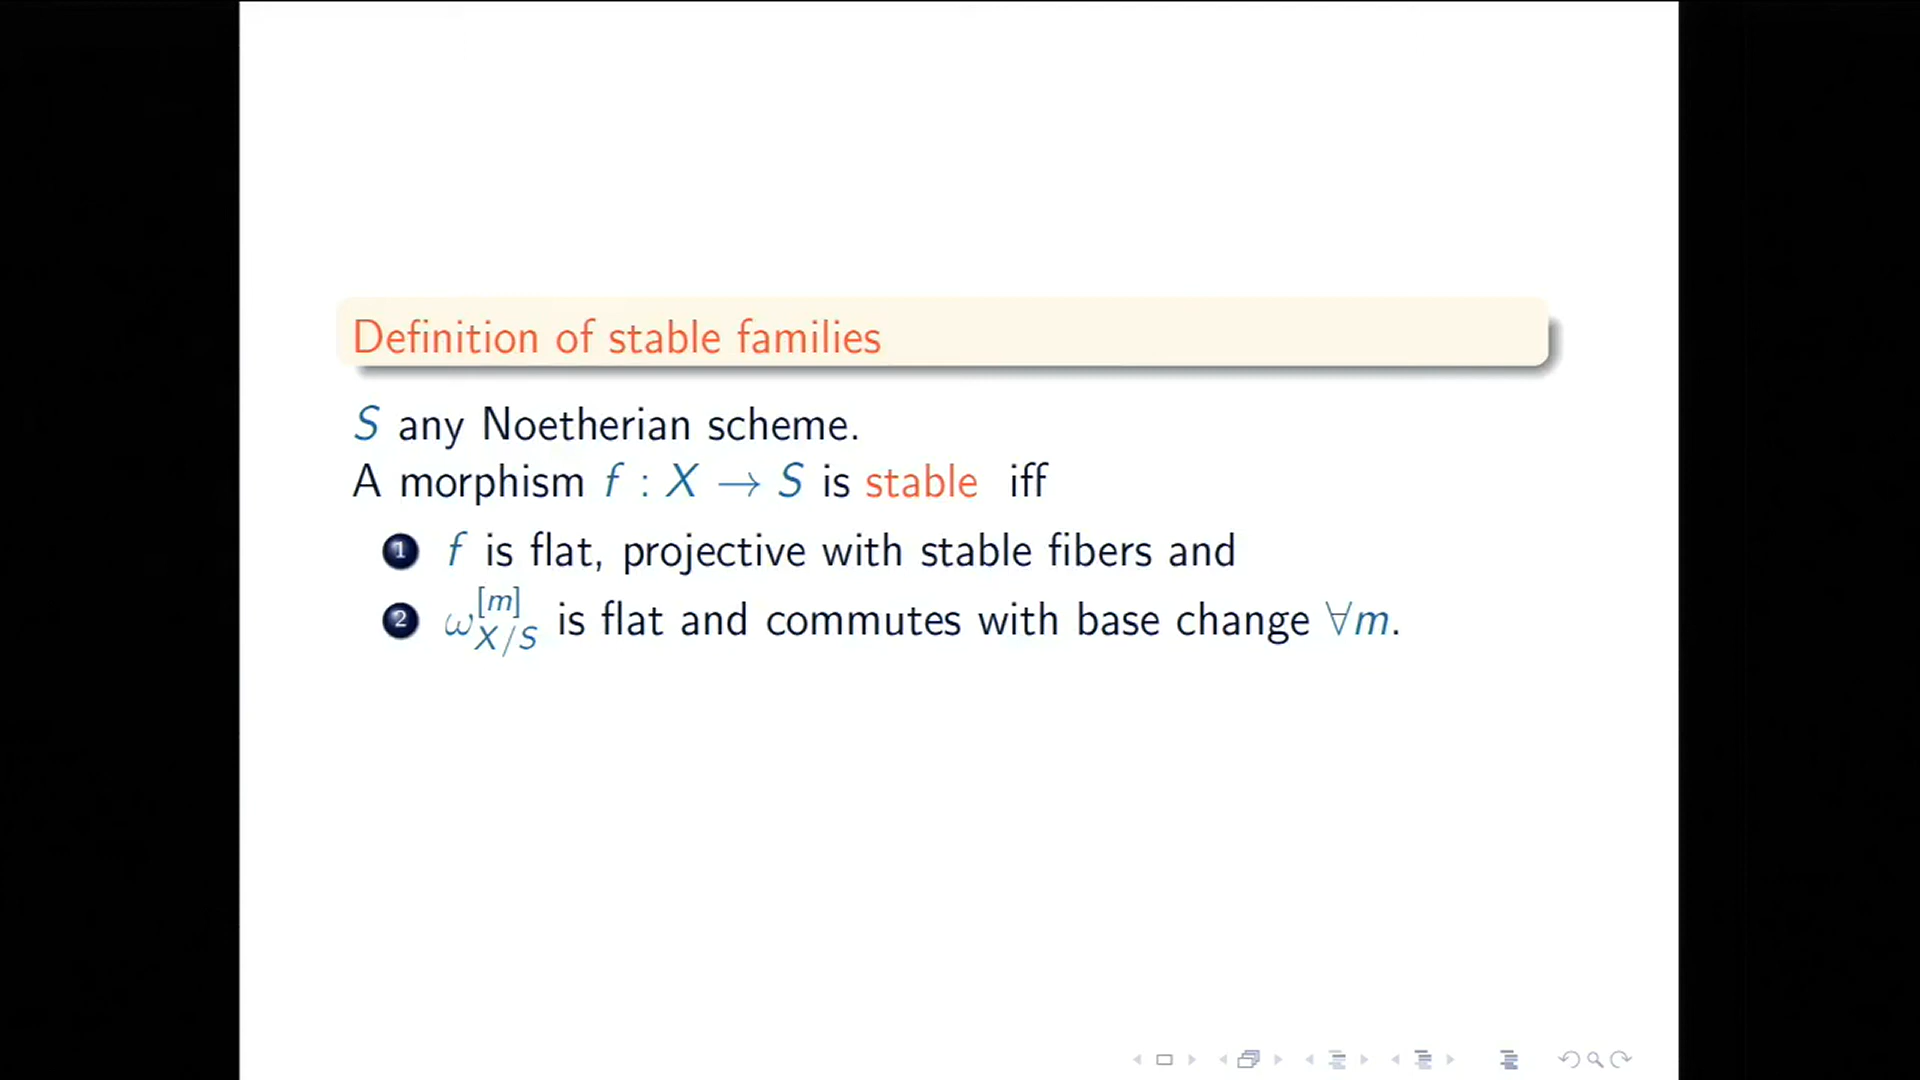 Definition of stable families
S any Noetherian scheme.
A morphism f : X → S is stable iff
1 f is flat, projective with stable fibers and
2 ω_{X/S}^{[m]} is flat and commutes with base change ∀m.